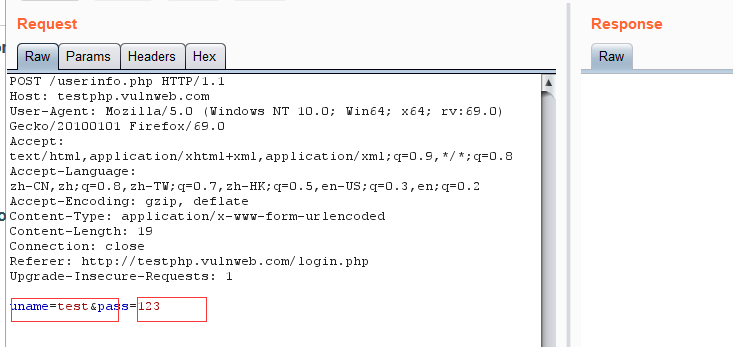 Request
Response
Raw Params Headers Hex
Raw
POST /userinfo.php HTTP/1.1
Host: testphp.vulnweb.com
User-Agent: Mozilla/5.0 (Windows NT 10.0; Win64; x64; rv:69.0)
Gecko/20100101 Firefox/69.0
Accept:
text/html,application/xhtml+xml,application/xml;q=0.9,*/*;q=0.8
Accept-Language:
zh-CN,zh;q=0.8,zh-TW;q=0.7,zh-HK;q=0.5,en-US;q=0.3,en;q=0.2
Accept-Encoding: gzip, deflate
Content-Type: application/x-www-form-urlencoded
Content-Length: 19
Connection: close
Referer: http://testphp.vulnweb.com/login.php
Upgrade-Insecure-Requests: 1
uname=test&pass=123